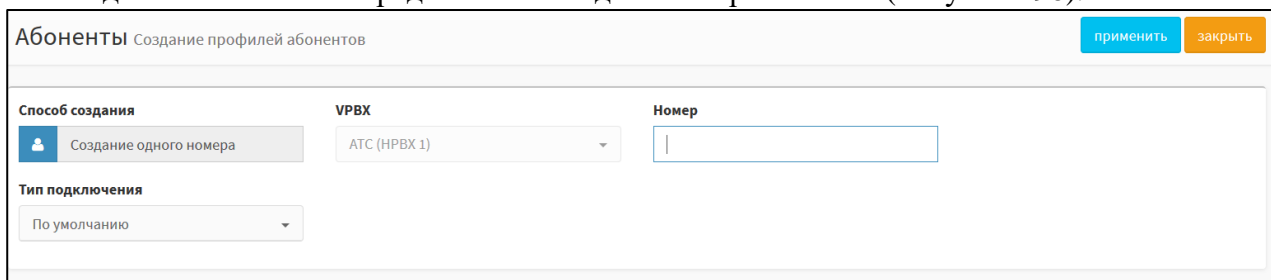 Абоненты Создание профилей абонентов
применить закрыть
Способ создания VPBX Номер
Создание одного номера АТС (HPBX 1)
Тип подключения
По умолчанию